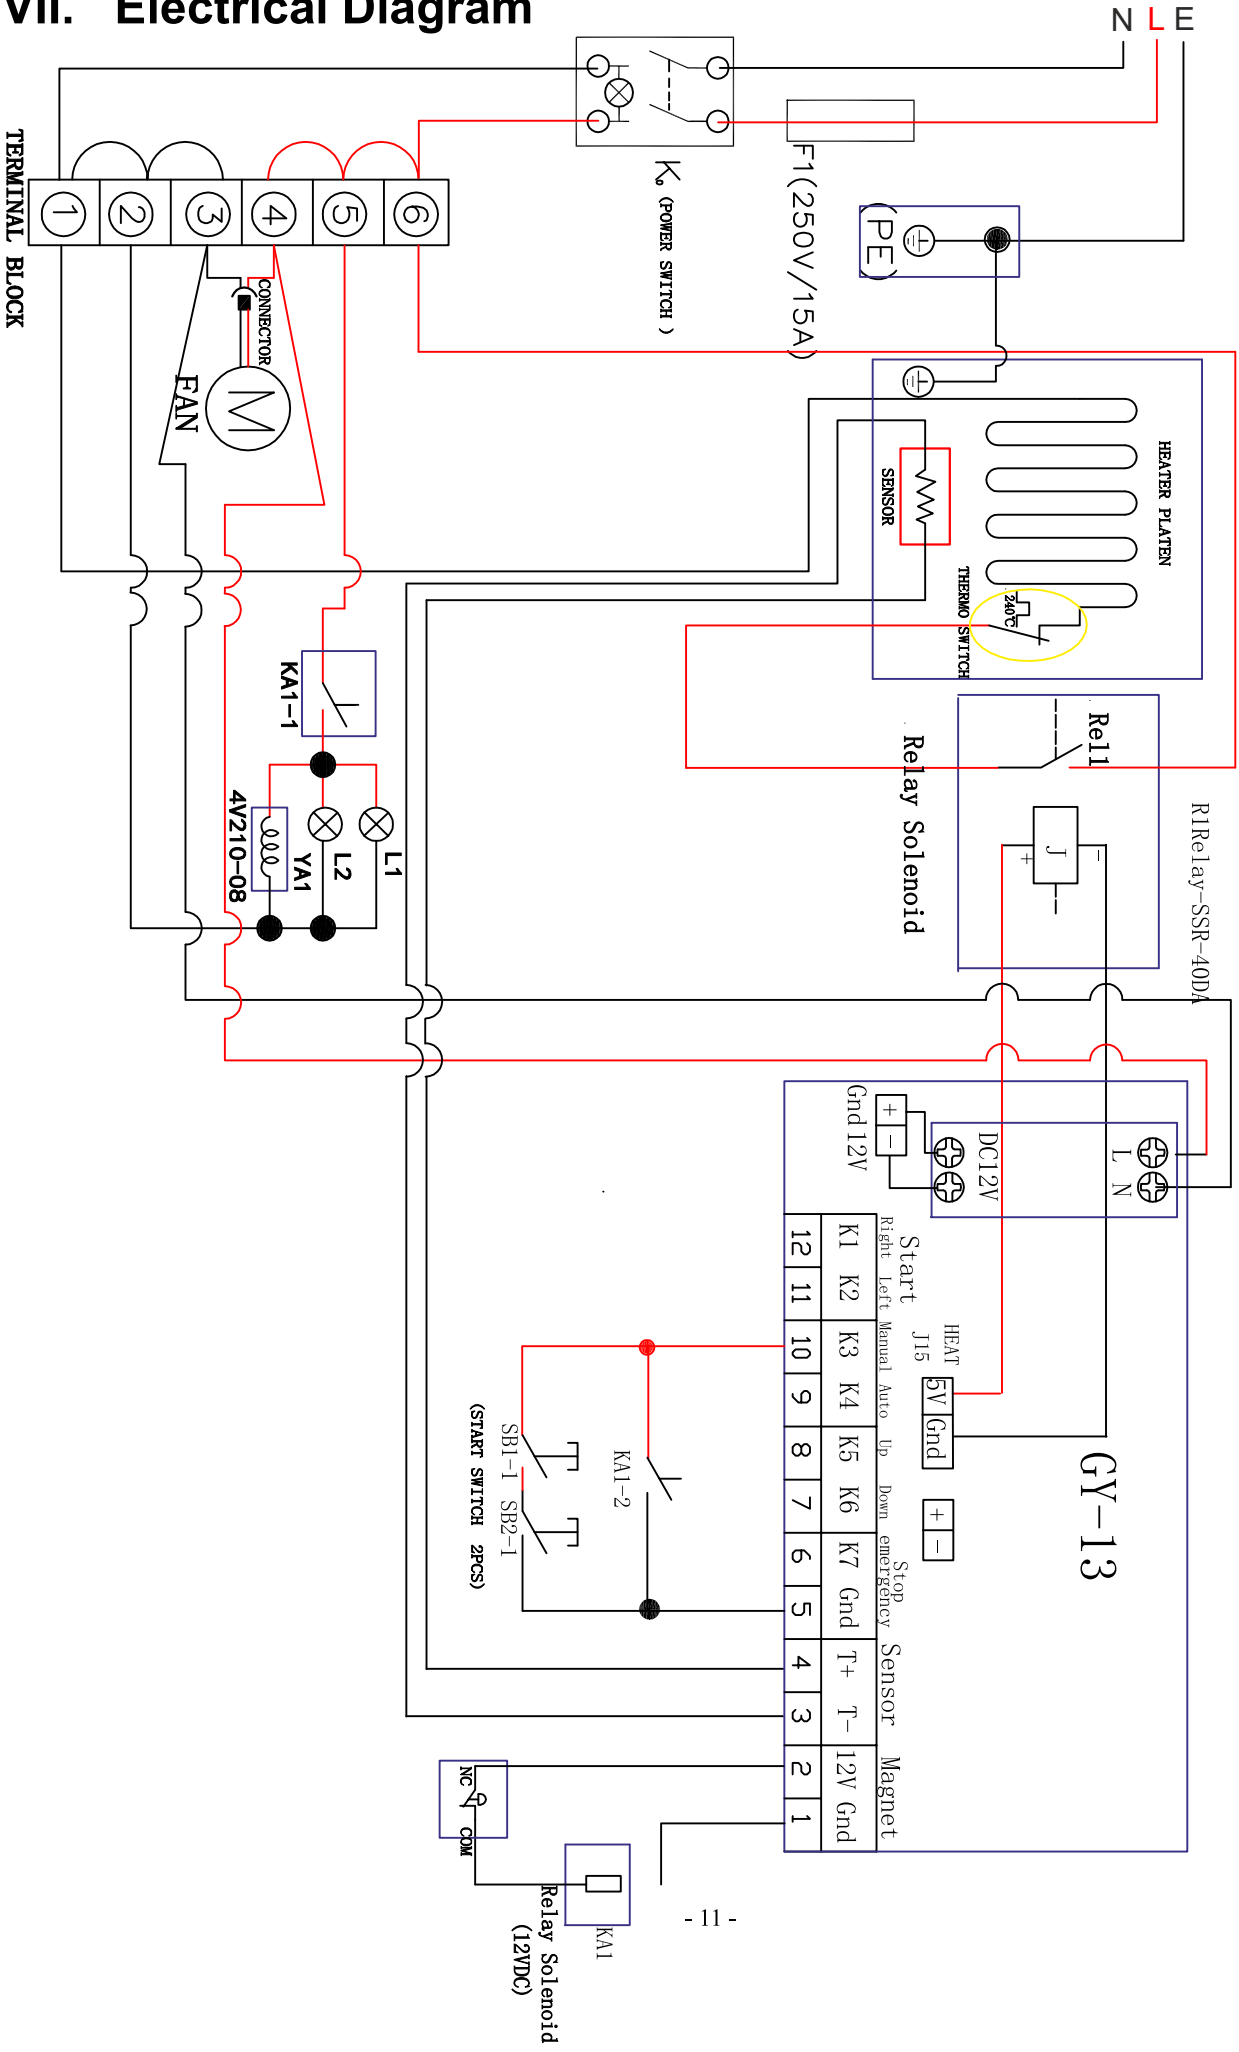 VII. Electrical Diagram
N L E
TERMINAL BLOCK
1
2
3
4
5
6
K₀ (POWER SWITCH )
F1(250V/15A)
(PE)
CONNECTOR
M
FAN
HEATER PLATEN
SENSOR
THERMO SWITCH
240℃
KA1-1
L1
L2
YA1
4V210-08
Rel1
Relay Solenoid
J
+
-
R1Relay-SSR-40DA
GY-13
L N
DC12V
+ -
Gnd 12V
HEAT
J15
5V Gnd
+ -
Start
Right Left Manual Auto Up Down
Stop
emergency
Sensor
Magnet
K1 K2 K3 K4 K5 K6 K7 Gnd T+ T- 12V Gnd
12 11 10 9 8 7 6 5 4 3 2 1
KA1-2
SB1-1 SB2-1
(START SWITCH 2PCS)
NC COM
KA1
Relay Solenoid
(12VDC)
- 11 -